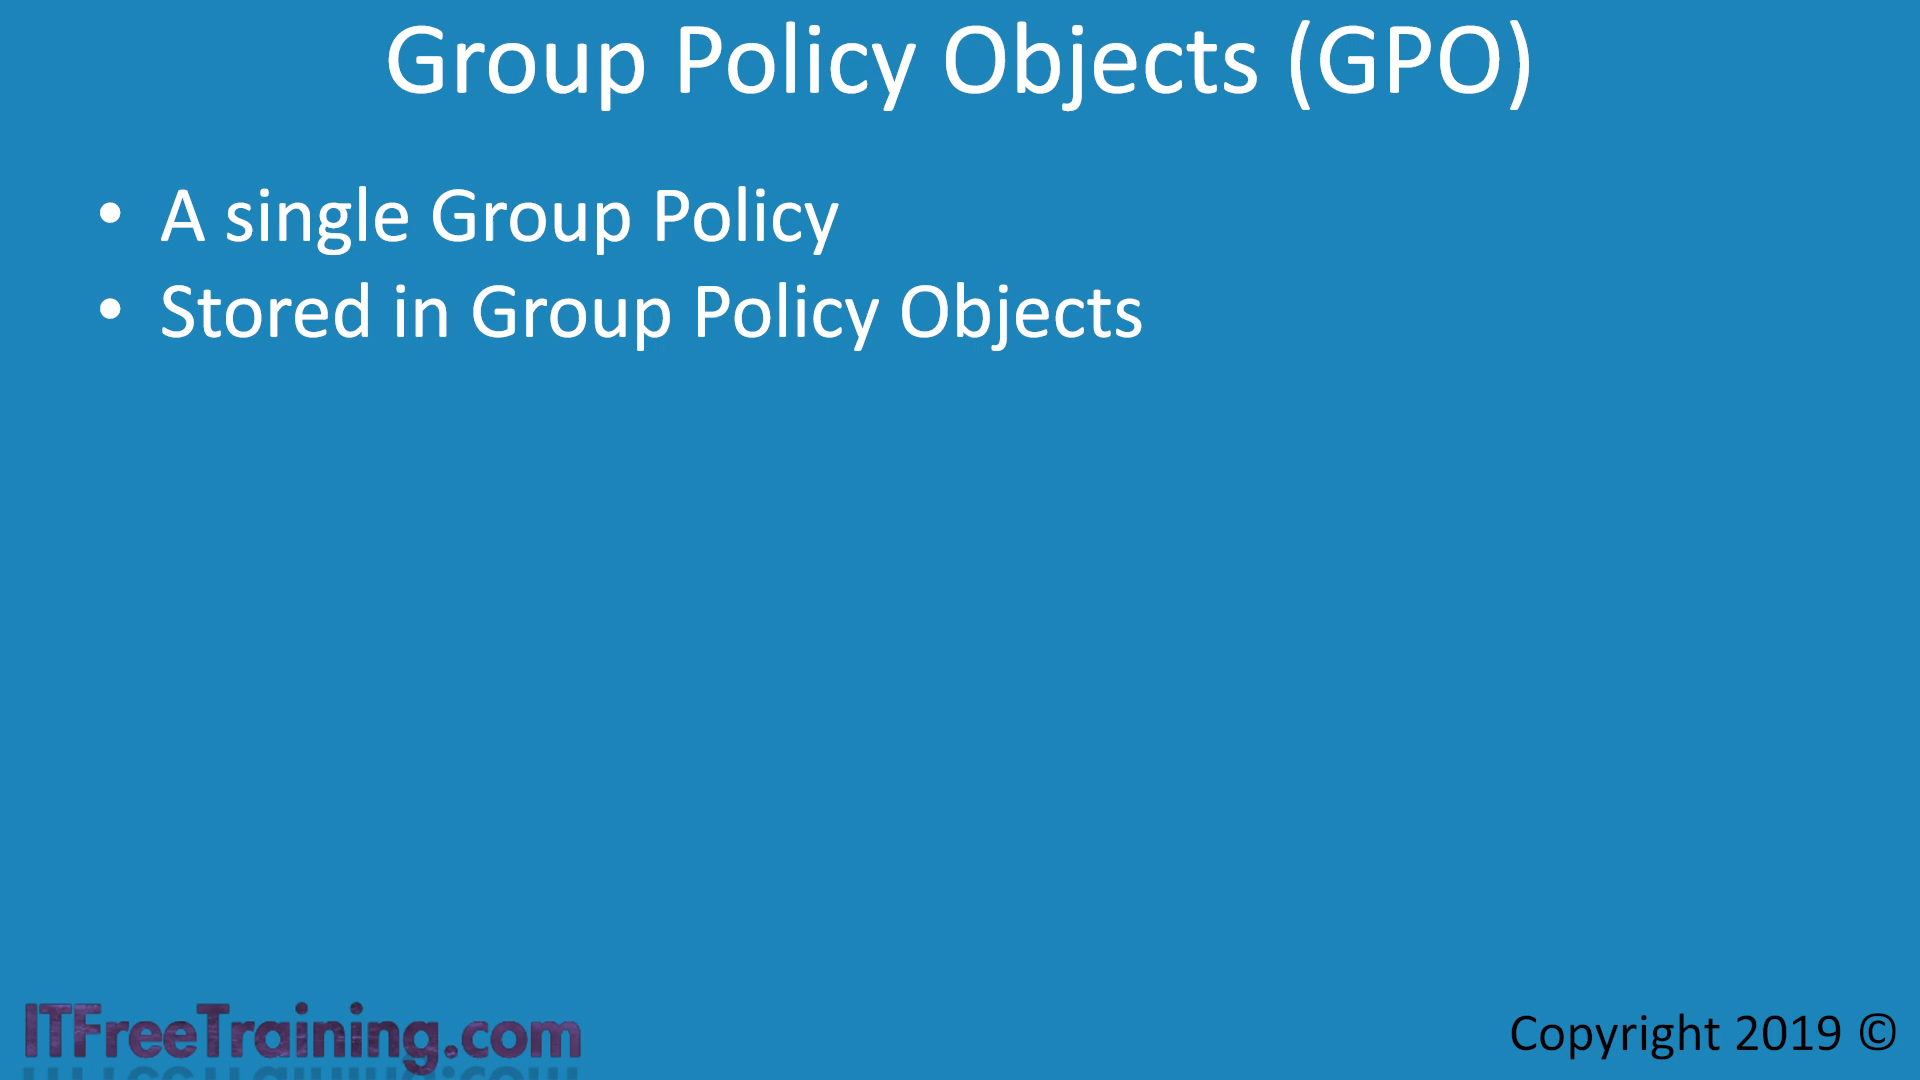 Group Policy Objects (GPO)
• A single Group Policy
• Stored in Group Policy Objects
ITFreeTraining.com
Copyright 2019 ©